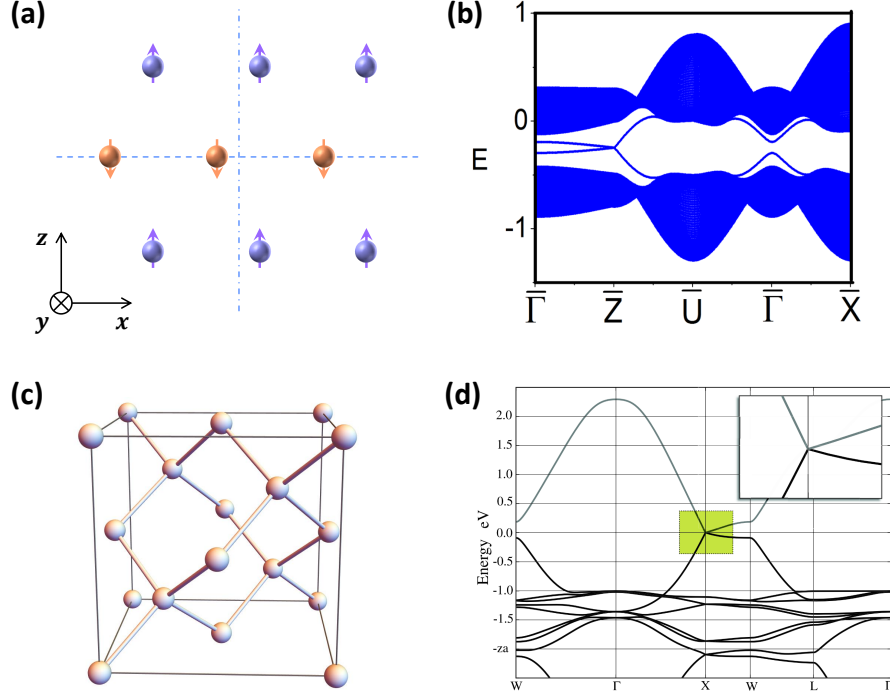 (a)
z
y
x
(b)
1
0
E
-1
Γ̅ Z̅ U̅ Γ̅ X̅
(c)
(d)
2.0
1.5
1.0
0.5
0.0
-.5
-1.0
-1.5
-2a
Energy eV
W Γ X W L Γ